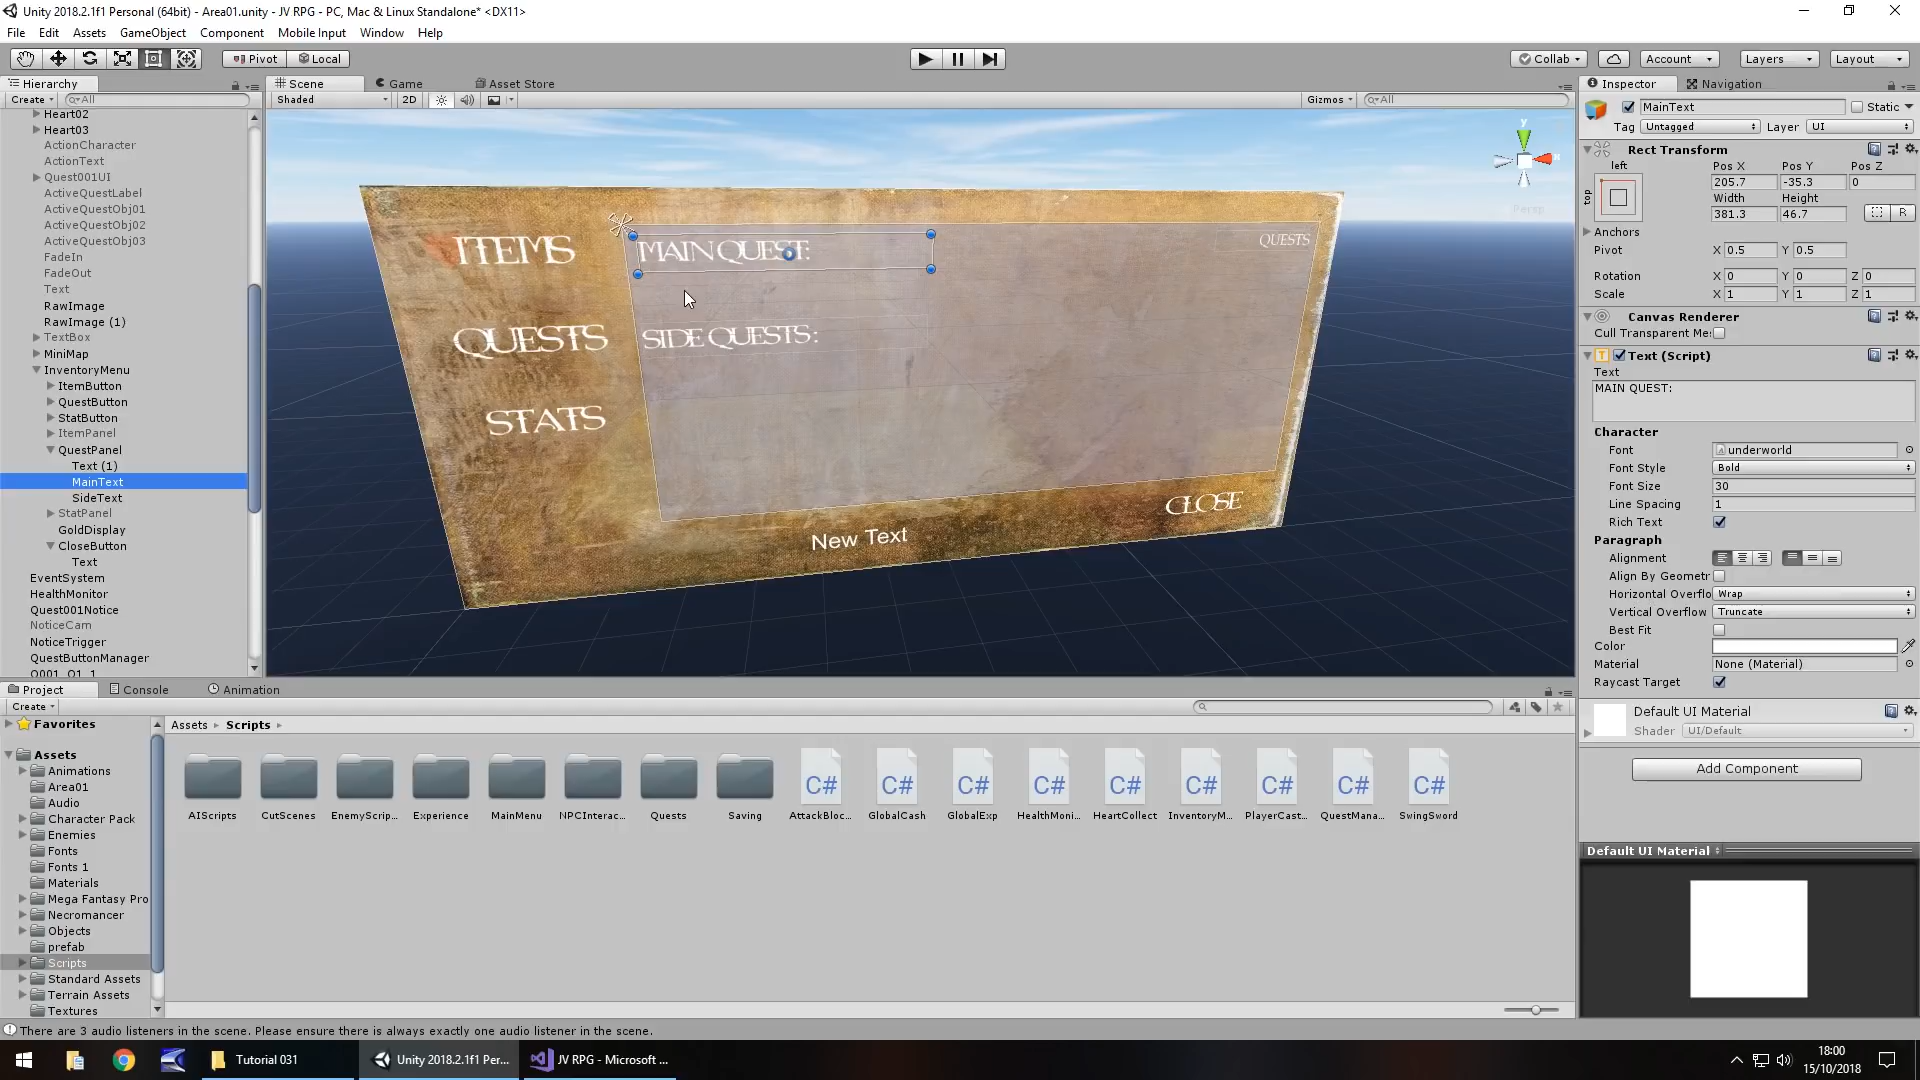 Unity 2018.2.1f1 Personal (64bit) - Area01.unity - JV RPG - PC, Mac & Linux Standalone* <DX11>
File Edit Assets GameObject Component Mobile Input Window Help
Pivot Local Collab Account Layers Layout
Hierarchy Scene Game Asset Store Inspector Navigation
Create All Shaded 2D Gizmos All
Heart02
Heart03
ActionCharacter
ActionText
Quest001UI
ActiveQuestLabel
ActiveQuestObj01
ActiveQuestObj02
ActiveQuestObj03
FadeIn
FadeOut
Text
RawImage
RawImage (1)
TextBox
MiniMap
InventoryMenu
ItemButton
QuestButton
StatButton
ItemPanel
QuestPanel
Text (1)
MainText
SideText
StatPanel
GoldDisplay
CloseButton
Text
EventSystem
HealthMonitor
Quest001Notice
NoticeCam
NoticeTrigger
QuestButtonManager
y
x
Persp
ITEMS
QUESTS
STATS
MAIN QUEST:
SIDE QUESTS:
QUESTS
CLOSE
New Text
MainText Static
Tag Untagged Layer UI
Rect Transform
left
top
Pos X Pos Y Pos Z
205.7 -35.3 0
Width Height
381.3 46.7 R
Anchors
Pivot X 0.5 Y 0.5
Rotation X 0 Y 0 Z 0
Scale X 1 Y 1 Z 1
Canvas Renderer
Cull Transparent Me:
Text (Script)
Text
MAIN QUEST:
Character
Font underworld
Font Style Bold
Font Size 30
Line Spacing 1
Rich Text
Paragraph
Alignment
Align By Geometr
Horizontal Overflo Wrap
Vertical Overflow Truncate
Best Fit
Color
Material None (Material)
Raycast Target
Default UI Material
Shader UI/Default
Add Component
Default UI Material
Project Console Animation
Create
Favorites
Assets
Animations
Area01
Audio
Character Pack
Enemies
Fonts
Fonts 1
Materials
Mega Fantasy Pro
Necromancer
Objects
prefab
Scripts
Standard Assets
Terrain Assets
Textures
Assets Scripts
C# C# C# C# C# C# C# C# C#
AIScripts CutScenes EnemyScrip... Experience MainMenu NPCInterac... Quests Saving AttackBloc... GlobalCash GlobalExp HealthMoni... HeartCollect InventoryM... PlayerCast... QuestMana... SwingSword
There are 3 audio listeners in the scene. Please ensure there is always exactly one audio listener in the scene.
Tutorial 031 Unity 2018.2.1f1 Per... JV RPG - Microsoft ...
18:00
15/10/2018